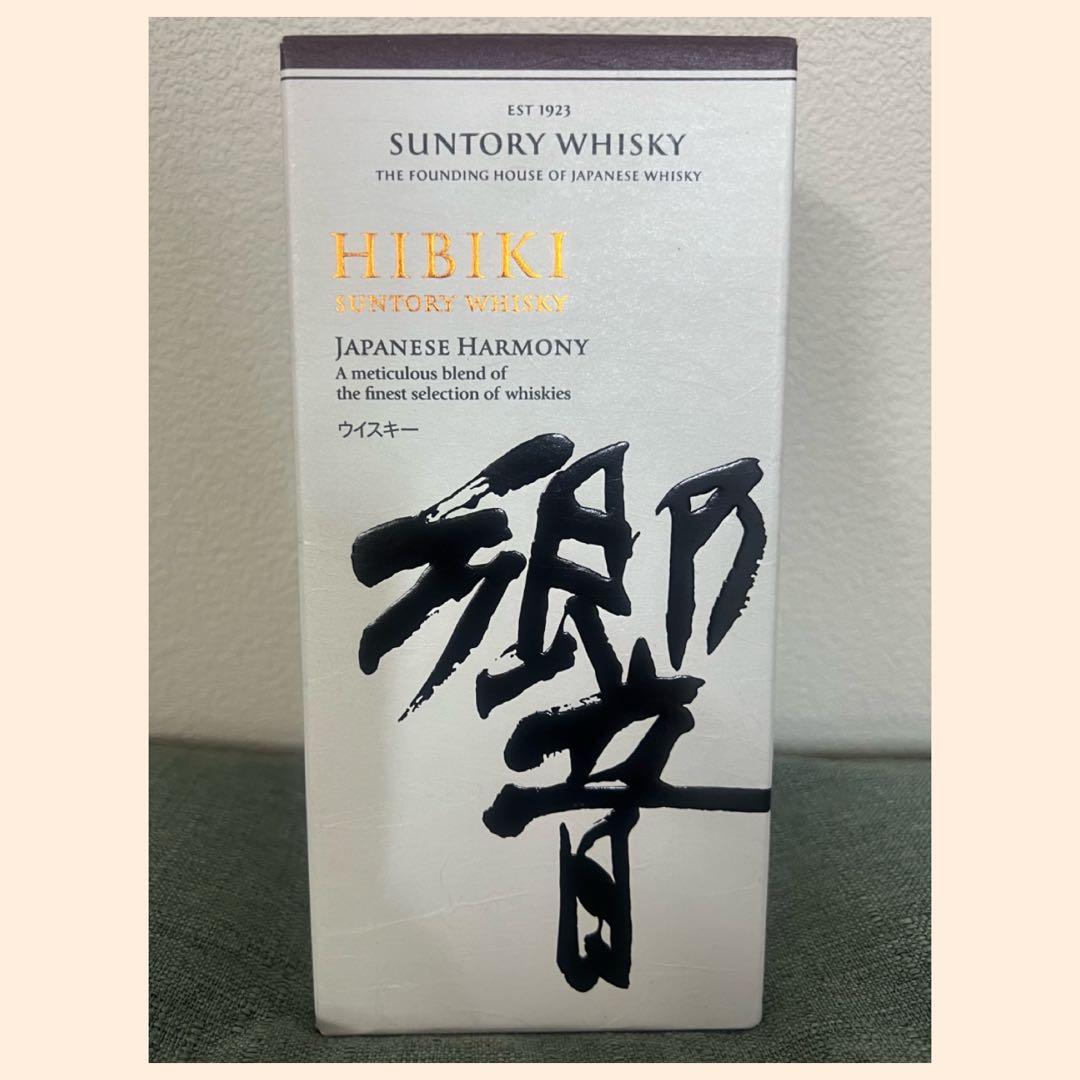 EST 1923
SUNTORY WHISKY
THE FOUNDING HOUSE OF JAPANESE WHISKY
HIBIKI
SUNTORY WHISKY
JAPANESE HARMONY
A meticulous blend of
the finest selection of whiskies
ウイスキー
響